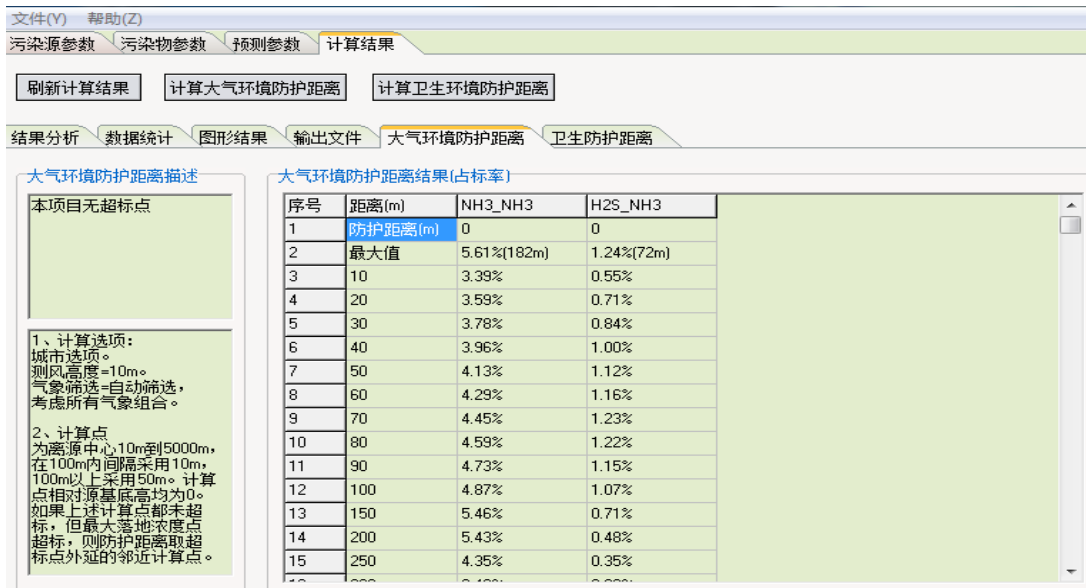 文件(Y) 帮助(Z)
污染源参数 污染物参数 预测参数 计算结果
刷新计算结果 计算大气环境防护距离 计算卫生环境防护距离
结果分析 数据统计 图形结果 输出文件 大气环境防护距离 卫生防护距离
大气环境防护距离描述
本项目无超标点
1、计算选项：
城市选项。
测风高度=10m。
气象筛选=自动筛选，
考虑所有气象组合。
2、计算点
为离源中心10m到5000m，
在100m内间隔采用10m，
100m以上采用50m。计算
点相对源基底高均为0。
如果上述计算点都未超
标，但最大落地浓度点
超标，则防护距离取超
标点外延的邻近计算点。
大气环境防护距离结果(占标率)
序号 距离(m) NH3_NH3 H2S_NH3
1 防护距离(m) 0 0
2 最大值 5.61%(182m) 1.24%(72m)
3 10 3.39% 0.55%
4 20 3.59% 0.71%
5 30 3.78% 0.84%
6 40 3.96% 1.00%
7 50 4.13% 1.12%
8 60 4.29% 1.16%
9 70 4.45% 1.23%
10 80 4.59% 1.22%
11 90 4.73% 1.15%
12 100 4.87% 1.07%
13 150 5.46% 0.71%
14 200 5.43% 0.48%
15 250 4.35% 0.35%